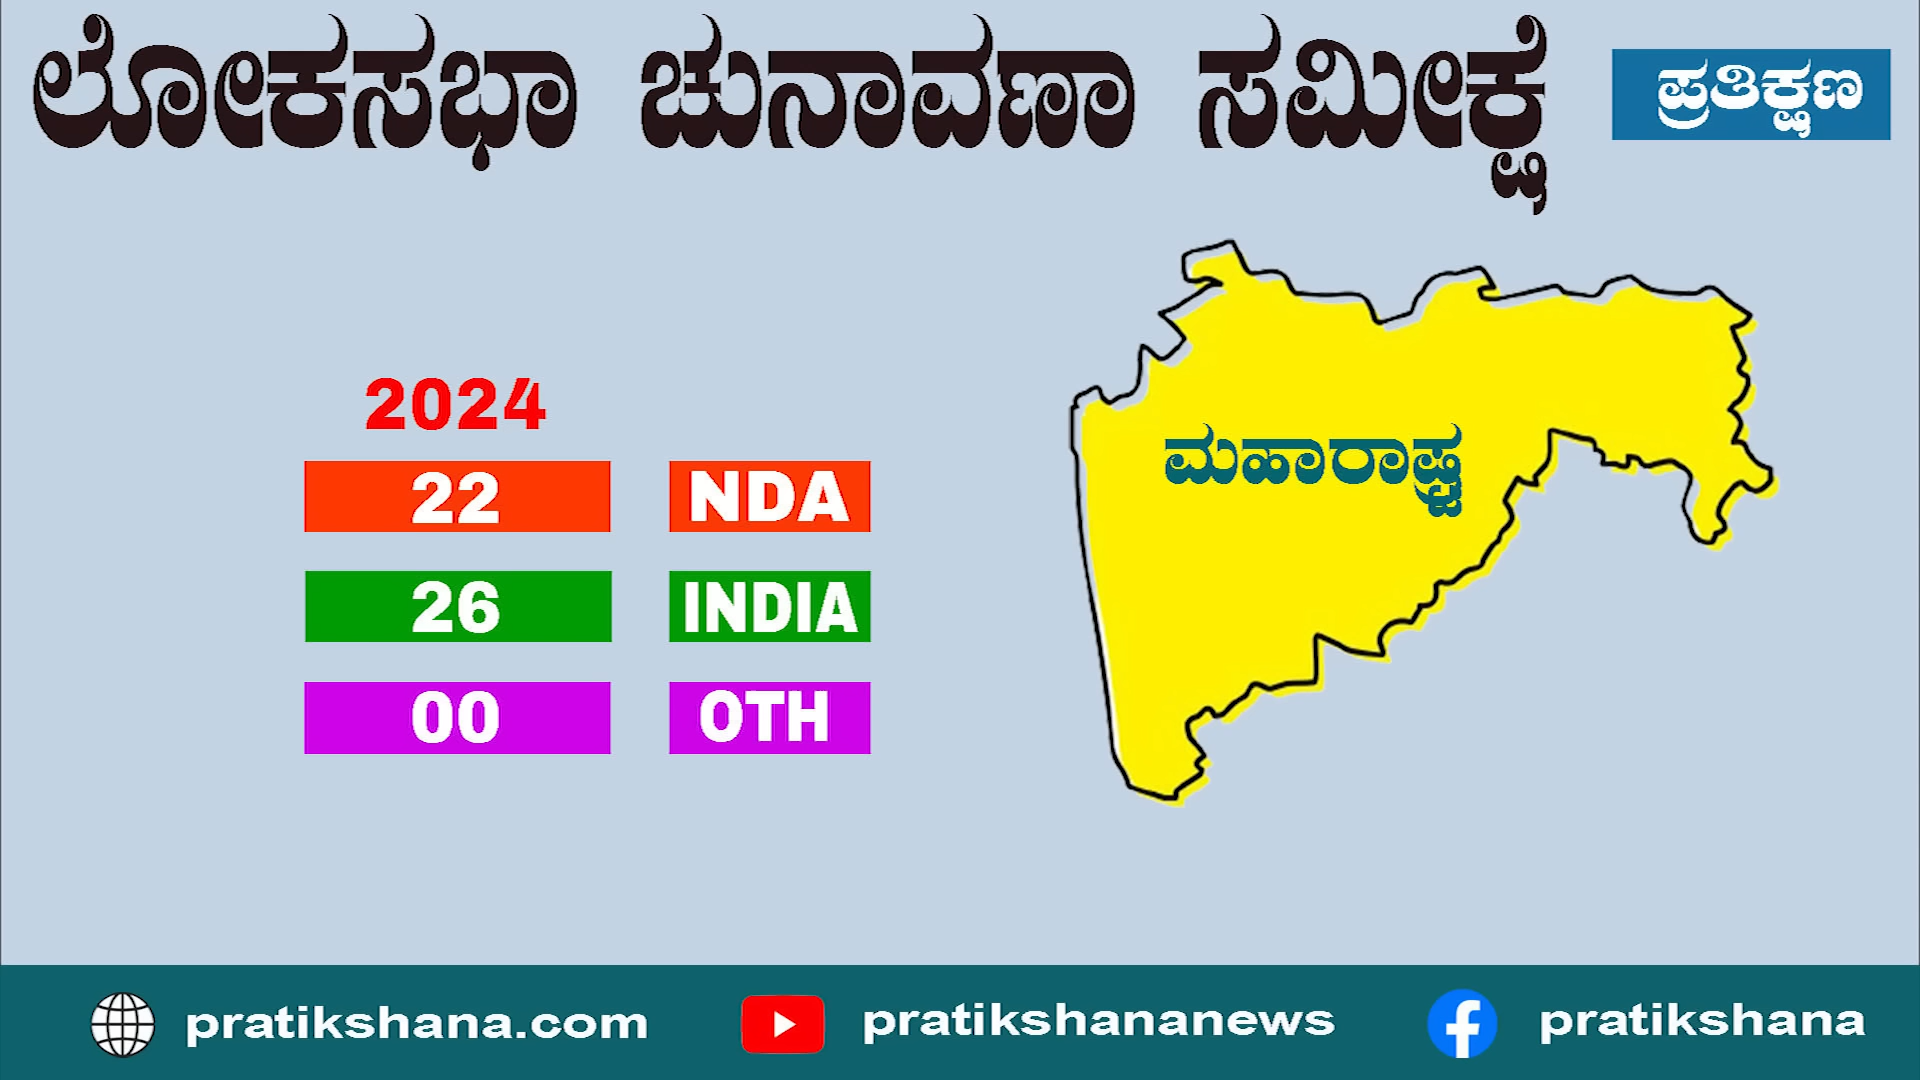 ಲೋಕಸಭಾ ಚುನಾವಣಾ ಸಮೀಕ್ಷೆ
ಪ್ರತಿಕ್ಷಣ
2024
22 NDA
26 INDIA
00 OTH
ಮಹಾರಾಷ್ಟ್ರ
pratikshana.com
pratikshananews
pratikshana